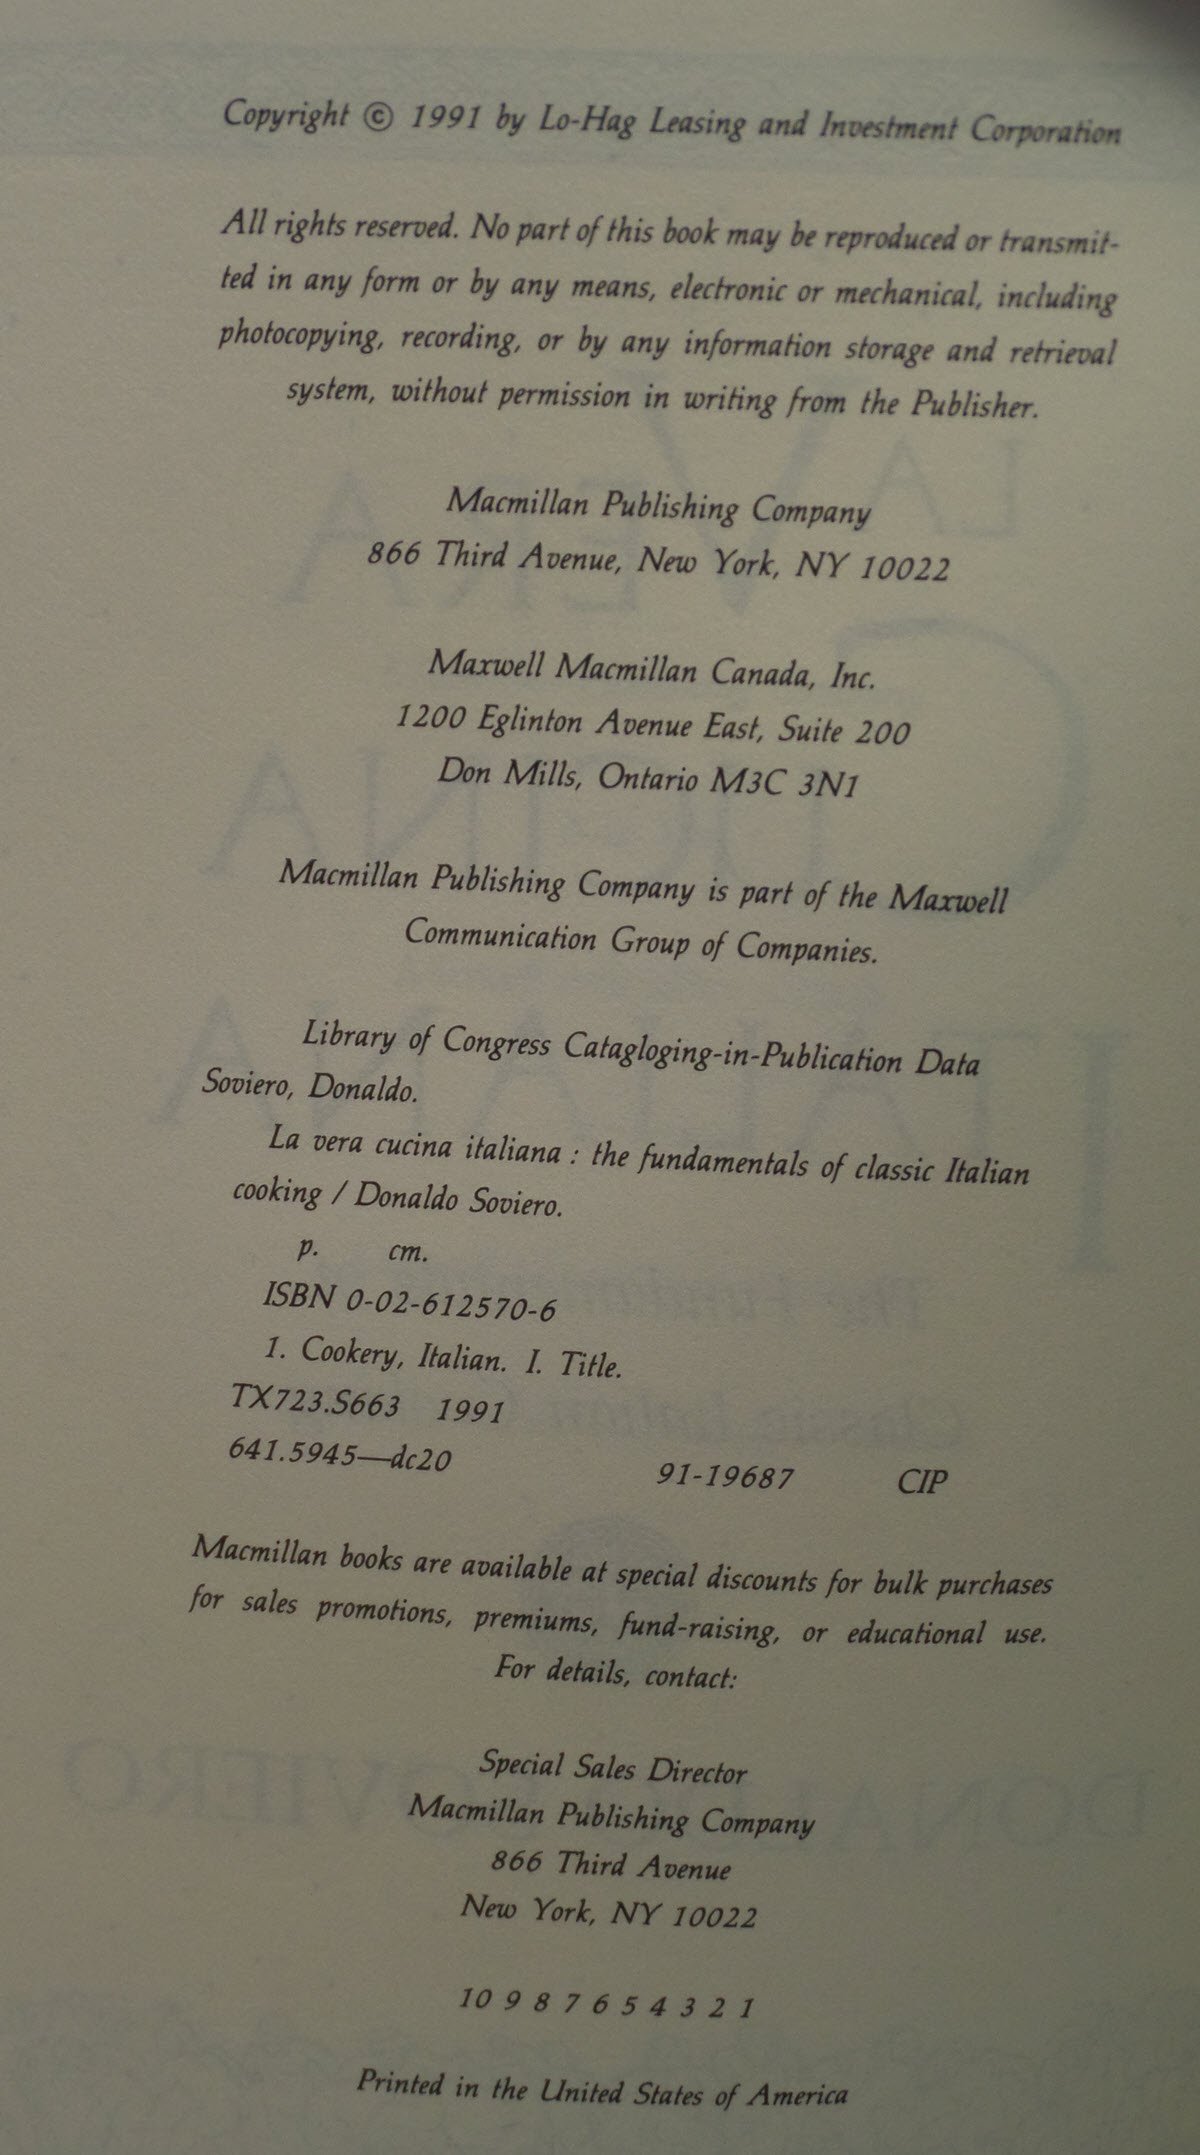 Copyright © 1991 by Lo-Hag Leasing and Investment Corporation
All rights reserved. No part of this book may be reproduced or transmit-
ted in any form or by any means, electronic or mechanical, including
photocopying, recording, or by any information storage and retrieval
system, without permission in writing from the Publisher.
Macmillan Publishing Company
866 Third Avenue, New York, NY 10022
Maxwell Macmillan Canada, Inc.
1200 Eglinton Avenue East, Suite 200
Don Mills, Ontario M3C 3N1
Macmillan Publishing Company is part of the Maxwell
Communication Group of Companies.
Library of Congress Catagloging-in-Publication Data
Soviero, Donaldo.
La vera cucina italiana : the fundamentals of classic Italian
cooking / Donaldo Soviero.
p. cm.
ISBN 0-02-612570-6
1. Cookery, Italian. I. Title.
TX723.S663 1991
641.5945—dc20 91-19687 CIP
Macmillan books are available at special discounts for bulk purchases
for sales promotions, premiums, fund-raising, or educational use.
For details, contact:
Special Sales Director
Macmillan Publishing Company
866 Third Avenue
New York, NY 10022
10 9 8 7 6 5 4 3 2 1
Printed in the United States of America